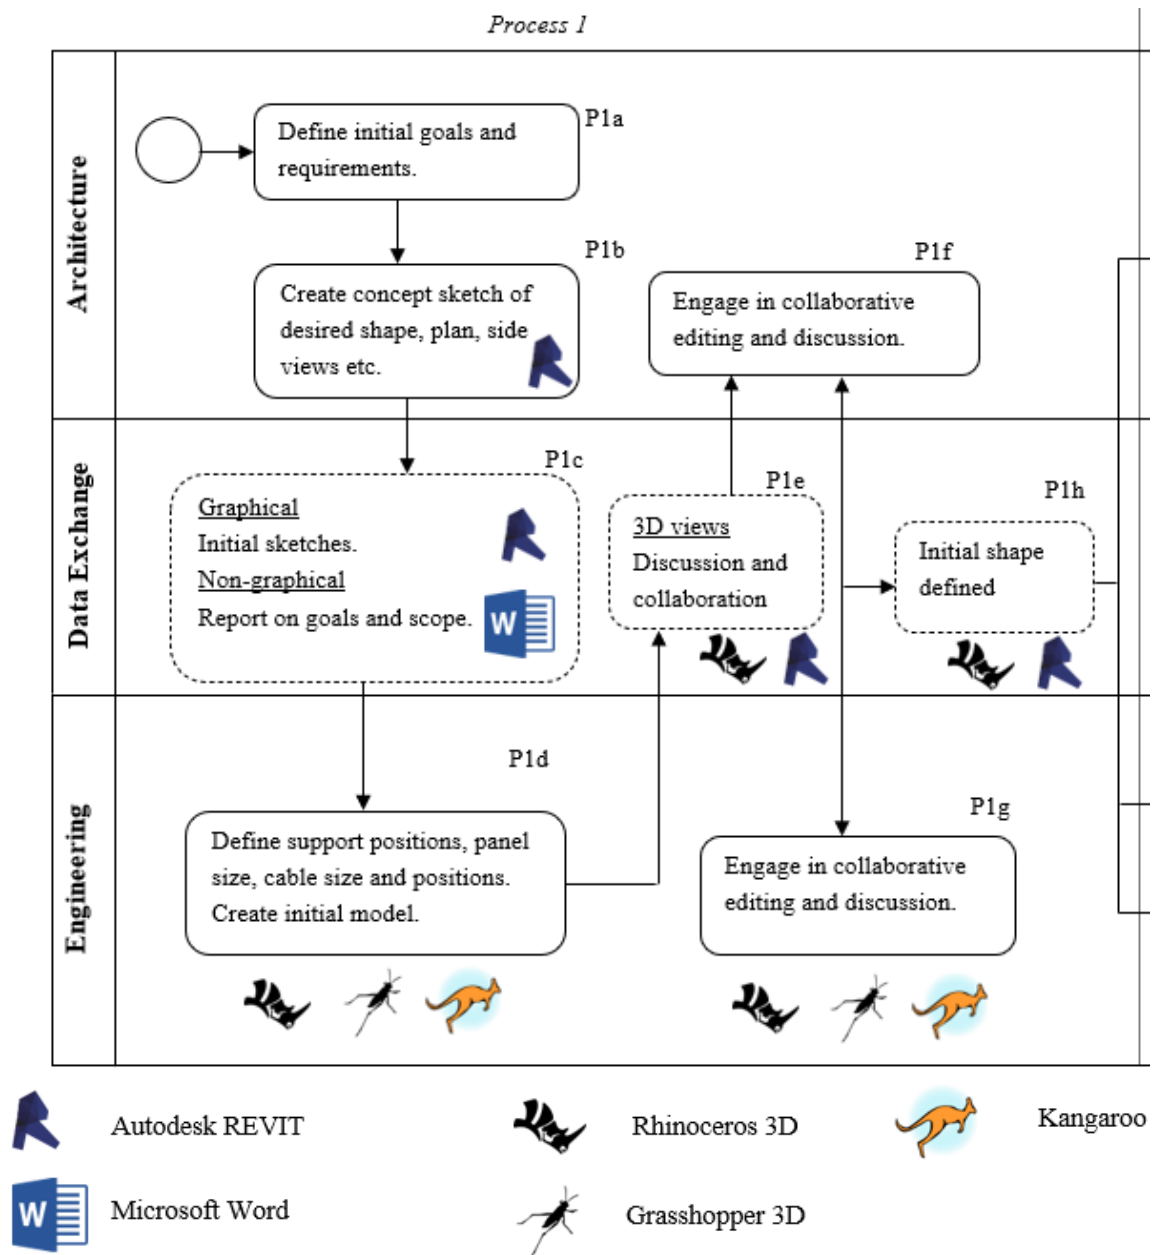 Process 1
Architecture
P1a
Define initial goals and
requirements.
P1b
Create concept sketch of
desired shape, plan, side
views etc.
P1f
Engage in collaborative
editing and discussion.
Data Exchange
P1c
Graphical
Initial sketches.
Non-graphical
Report on goals and scope.
W
P1e
3D views
Discussion and
collaboration
P1h
Initial shape
defined
Engineering
P1d
Define support positions, panel
size, cable size and positions.
Create initial model.
P1g
Engage in collaborative
editing and discussion.
Autodesk REVIT
Rhinoceros 3D
Kangaroo
W
Microsoft Word
Grasshopper 3D